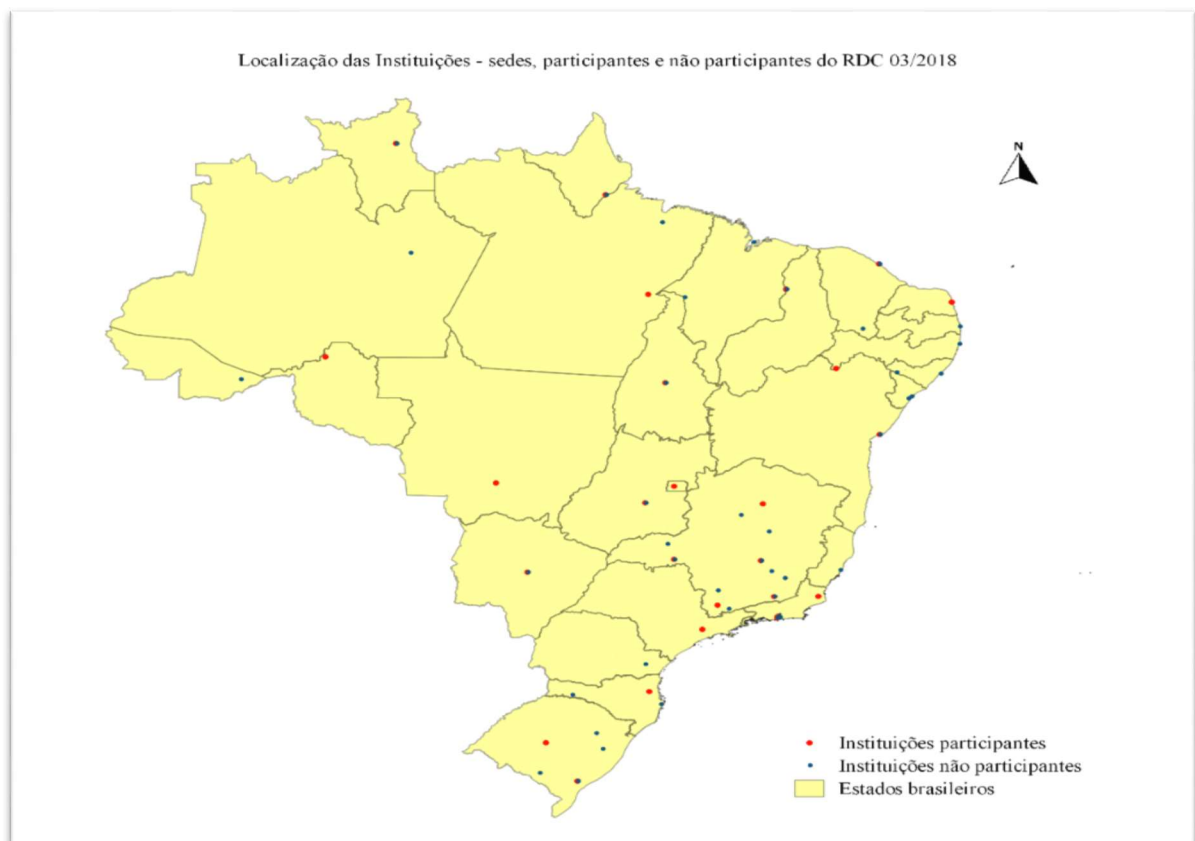 Localização das Instituições - sedes, participantes e não participantes do RDC 03/2018
N
Instituições participantes
Instituições não participantes
Estados brasileiros